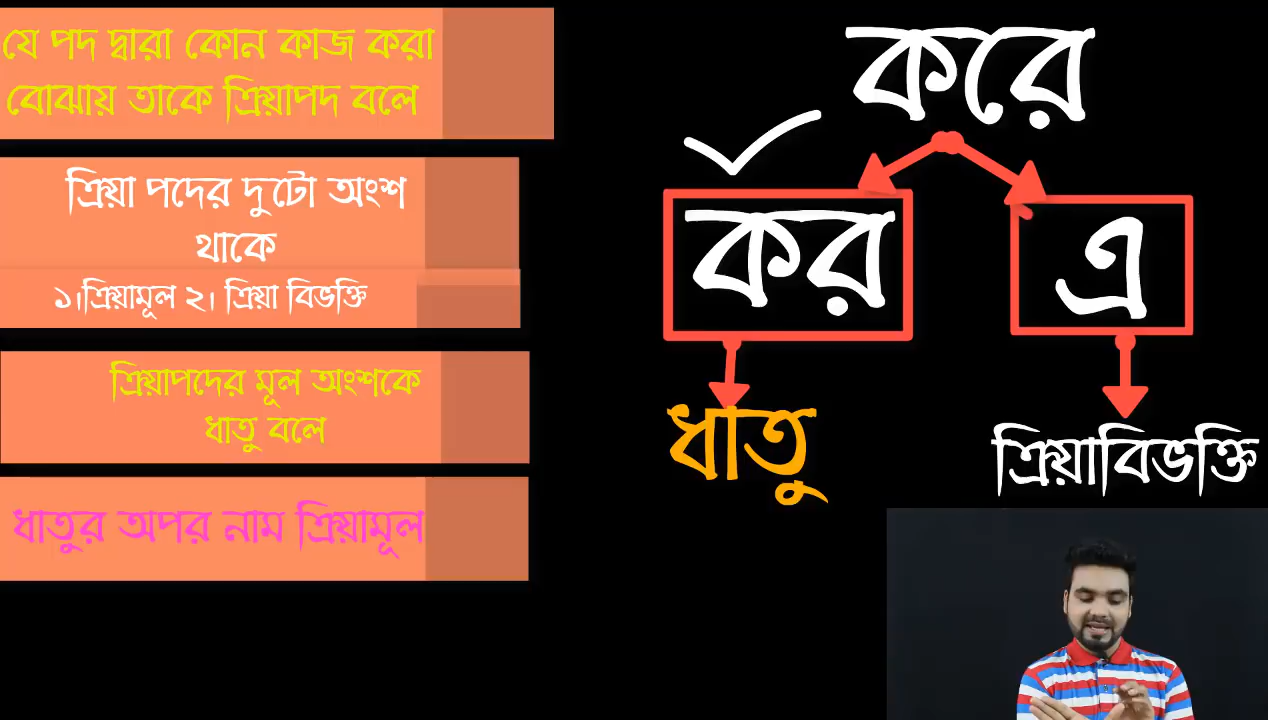 যে পদ দ্বারা কোন কাজ করা
বোঝায় তাকে ক্রিয়াপদ বলে
ক্রিয়া পদের দুটো অংশ
থাকে
১।ক্রিয়ামূল ২। ক্রিয়া বিভক্তি
ক্রিয়াপদের মূল অংশকে
ধাতু বলে
ধাতুর অপর নাম ক্রিয়ামূল
করে
কর
এ
ধাতু
ক্রিয়াবিভক্তি